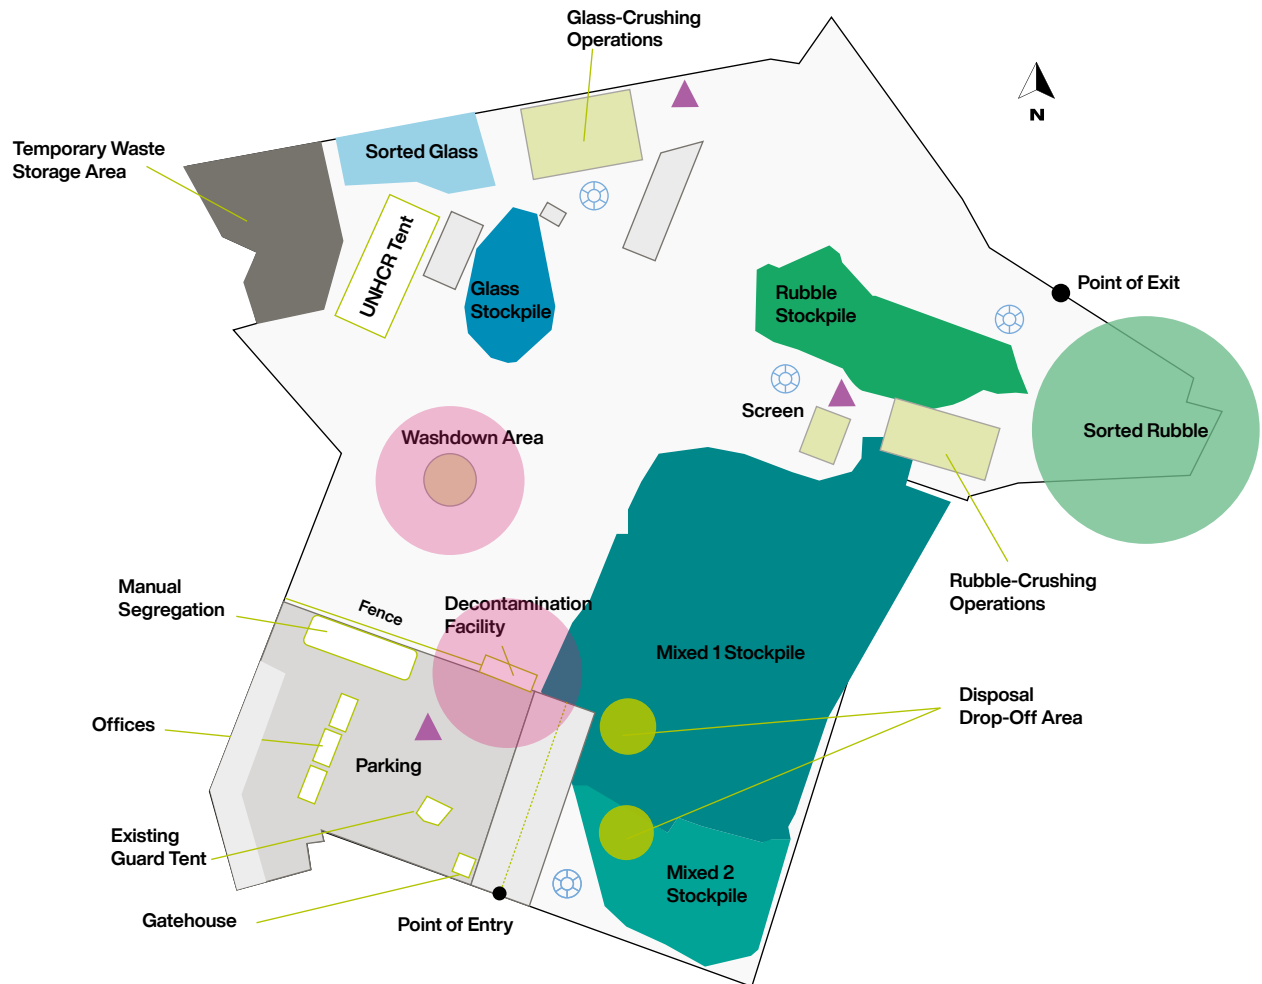 Glass-Crushing
Operations
N
Temporary Waste
Storage Area
Sorted Glass
UNHCR Tent
Glass
Stockpile
Rubble
Stockpile
Point of Exit
Screen
Washdown Area
Sorted Rubble
Manual
Segregation
Fence
Decontamination
Facility
Rubble-Crushing
Operations
Mixed 1 Stockpile
Disposal
Drop-Off Area
Offices
Parking
Existing
Guard Tent
Mixed 2
Stockpile
Gatehouse
Point of Entry